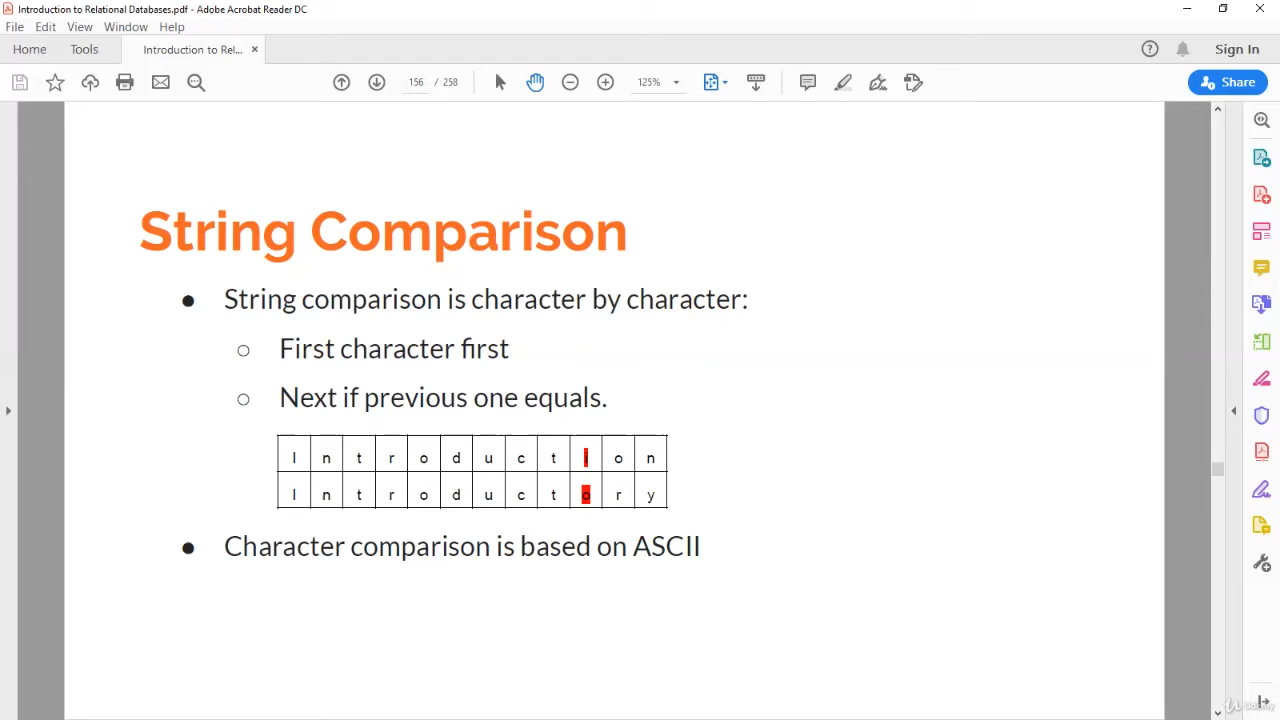 Introduction to Relational Databases.pdf - Adobe Acrobat Reader DC
File Edit View Window Help
Home Tools Introduction to Rel... ×
Sign In
156 / 258
125%
Share
String Comparison
● String comparison is character by character:
○ First character first
○ Next if previous one equals.
I n t r o d u c t i o n
I n t r o d u c t o r y
● Character comparison is based on ASCII
Udemy